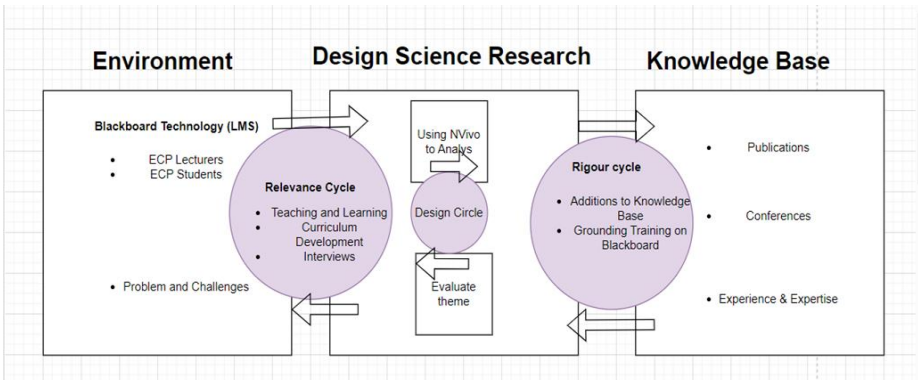 Environment
Design Science Research
Knowledge Base
Blackboard Technology (LMS)
• ECP Lecturers
• ECP Students
• Problem and Challenges
Relevance Cycle
• Teaching and Learning
• Curriculum
Development
• Interviews
Using NVivo
to Analys
Design Circle
Evaluate
theme
Rigour cycle
• Additions to Knowledge
Base
• Grounding Training on
Blackboard
• Publications
• Conferences
• Experience & Expertise